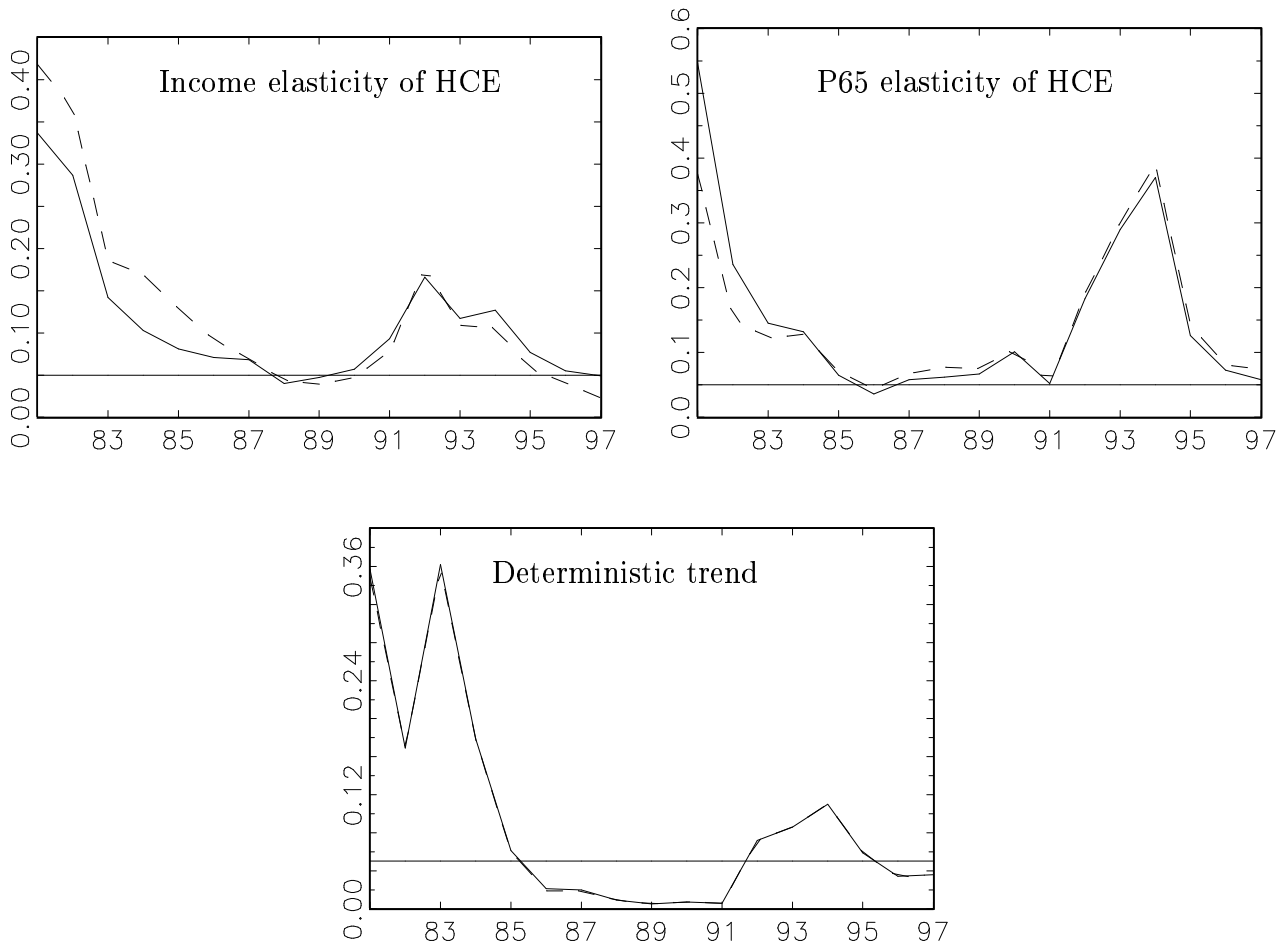 Income elasticity of HCE
0.40
0.30
0.20
0.10
0.00
83 85 87 89 91 93 95 97
P65 elasticity of HCE
0.6
0.5
0.4
0.3
0.2
0.1
0.0
83 85 87 89 91 93 95 97
Deterministic trend
0.36
0.24
0.12
0.00
83 85 87 89 91 93 95 97